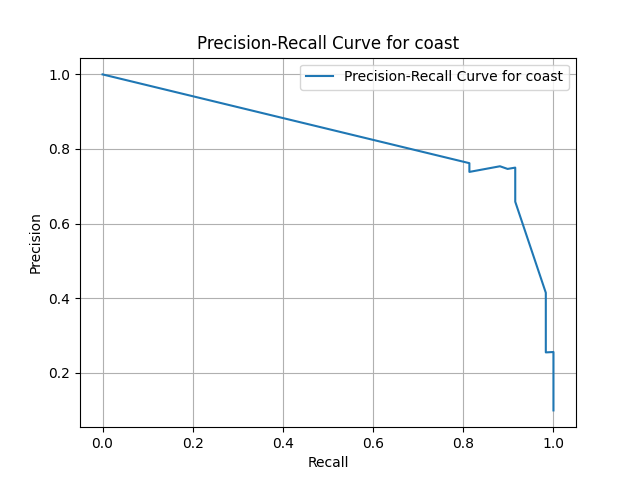 Precision-Recall Curve for coast
Precision-Recall Curve for coast
1.0
0.8
0.6
0.4
0.2
Precision
0.0 0.2 0.4 0.6 0.8 1.0
Recall